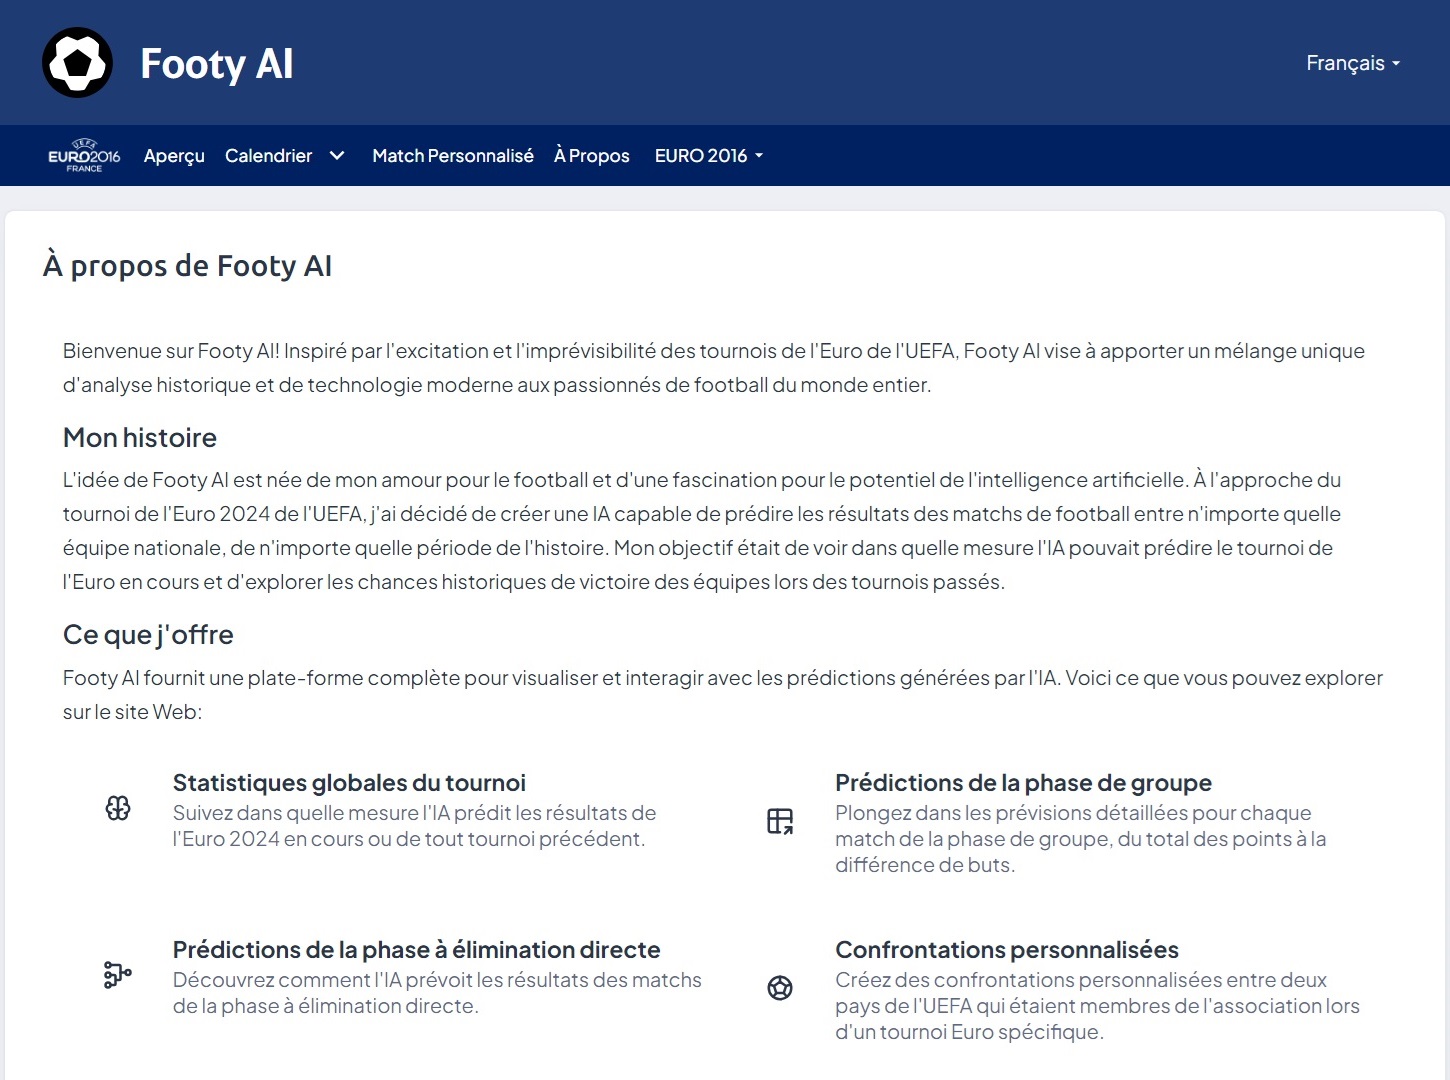 Footy AI
Français
UEFA
EURO2016
FRANCE
Aperçu
Calendrier
Match Personnalisé
À Propos
EURO 2016
À propos de Footy AI
Bienvenue sur Footy AI! Inspiré par l'excitation et l'imprévisibilité des tournois de l'Euro de l'UEFA, Footy AI vise à apporter un mélange unique
d'analyse historique et de technologie moderne aux passionnés de football du monde entier.
Mon histoire
L'idée de Footy AI est née de mon amour pour le football et d'une fascination pour le potentiel de l'intelligence artificielle. À l'approche du
tournoi de l'Euro 2024 de l'UEFA, j'ai décidé de créer une IA capable de prédire les résultats des matchs de football entre n'importe quelle
équipe nationale, de n'importe quelle période de l'histoire. Mon objectif était de voir dans quelle mesure l'IA pouvait prédire le tournoi de
l'Euro en cours et d'explorer les chances historiques de victoire des équipes lors des tournois passés.
Ce que j'offre
Footy AI fournit une plate-forme complète pour visualiser et interagir avec les prédictions générées par l'IA. Voici ce que vous pouvez explorer
sur le site Web:
Statistiques globales du tournoi
Suivez dans quelle mesure l'IA prédit les résultats de
l'Euro 2024 en cours ou de tout tournoi précédent.
Prédictions de la phase de groupe
Plongez dans les prévisions détaillées pour chaque
match de la phase de groupe, du total des points à la
différence de buts.
Prédictions de la phase à élimination directe
Découvrez comment l'IA prévoit les résultats des matchs
de la phase à élimination directe.
Confrontations personnalisées
Créez des confrontations personnalisées entre deux
pays de l'UEFA qui étaient membres de l'association lors
d'un tournoi Euro spécifique.